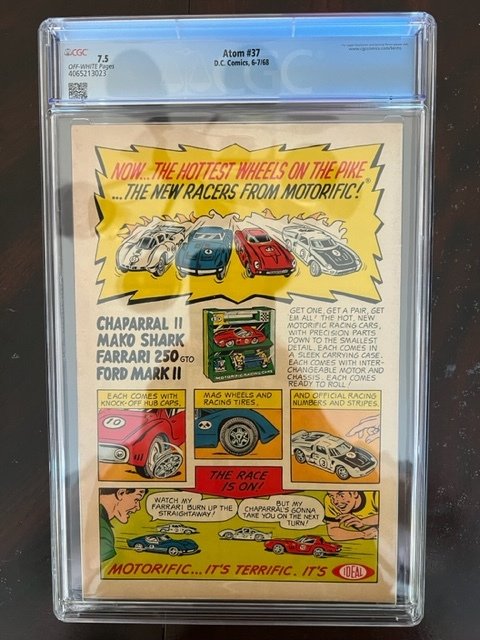 CGC
7.5
OFF-WHITE Pages
4065213023
Atom #37
D.C. Comics, 6-7/68
NOW...THE HOTTEST WHEELS ON THE PIKE
...THE NEW RACERS FROM MOTORIFIC!®
CHAPARRAL II
MAKO SHARK
FARRARI 250 GTO
FORD MARK II
MOTORIFIC RACING CARS
GET ONE, GET A PAIR, GET
'EM ALL! THE HOT, NEW
MOTORIFIC RACING CARS,
WITH PRECISION PARTS
DOWN TO THE SMALLEST
DETAIL. EACH COMES IN
A SLEEK CARRYING CASE.
EACH COMES WITH INTER-
CHANGEABLE MOTOR AND
CHASSIS. EACH COMES
READY TO ROLL!
EACH COMES WITH
KNOCK-OFF HUB CAPS,
10
MAG WHEELS AND
RACING TIRES,
AND OFFICIAL RACING
NUMBERS AND STRIPES.
3
THE RACE
IS ON!
WATCH MY
FARRARI BURN UP THE
STRAIGHTAWAY!
BUT MY
CHAPARRAL'S GONNA
TAKE YOU ON THE NEXT
TURN!
MOTORIFIC... IT'S TERRIFIC. IT'S IDEAL